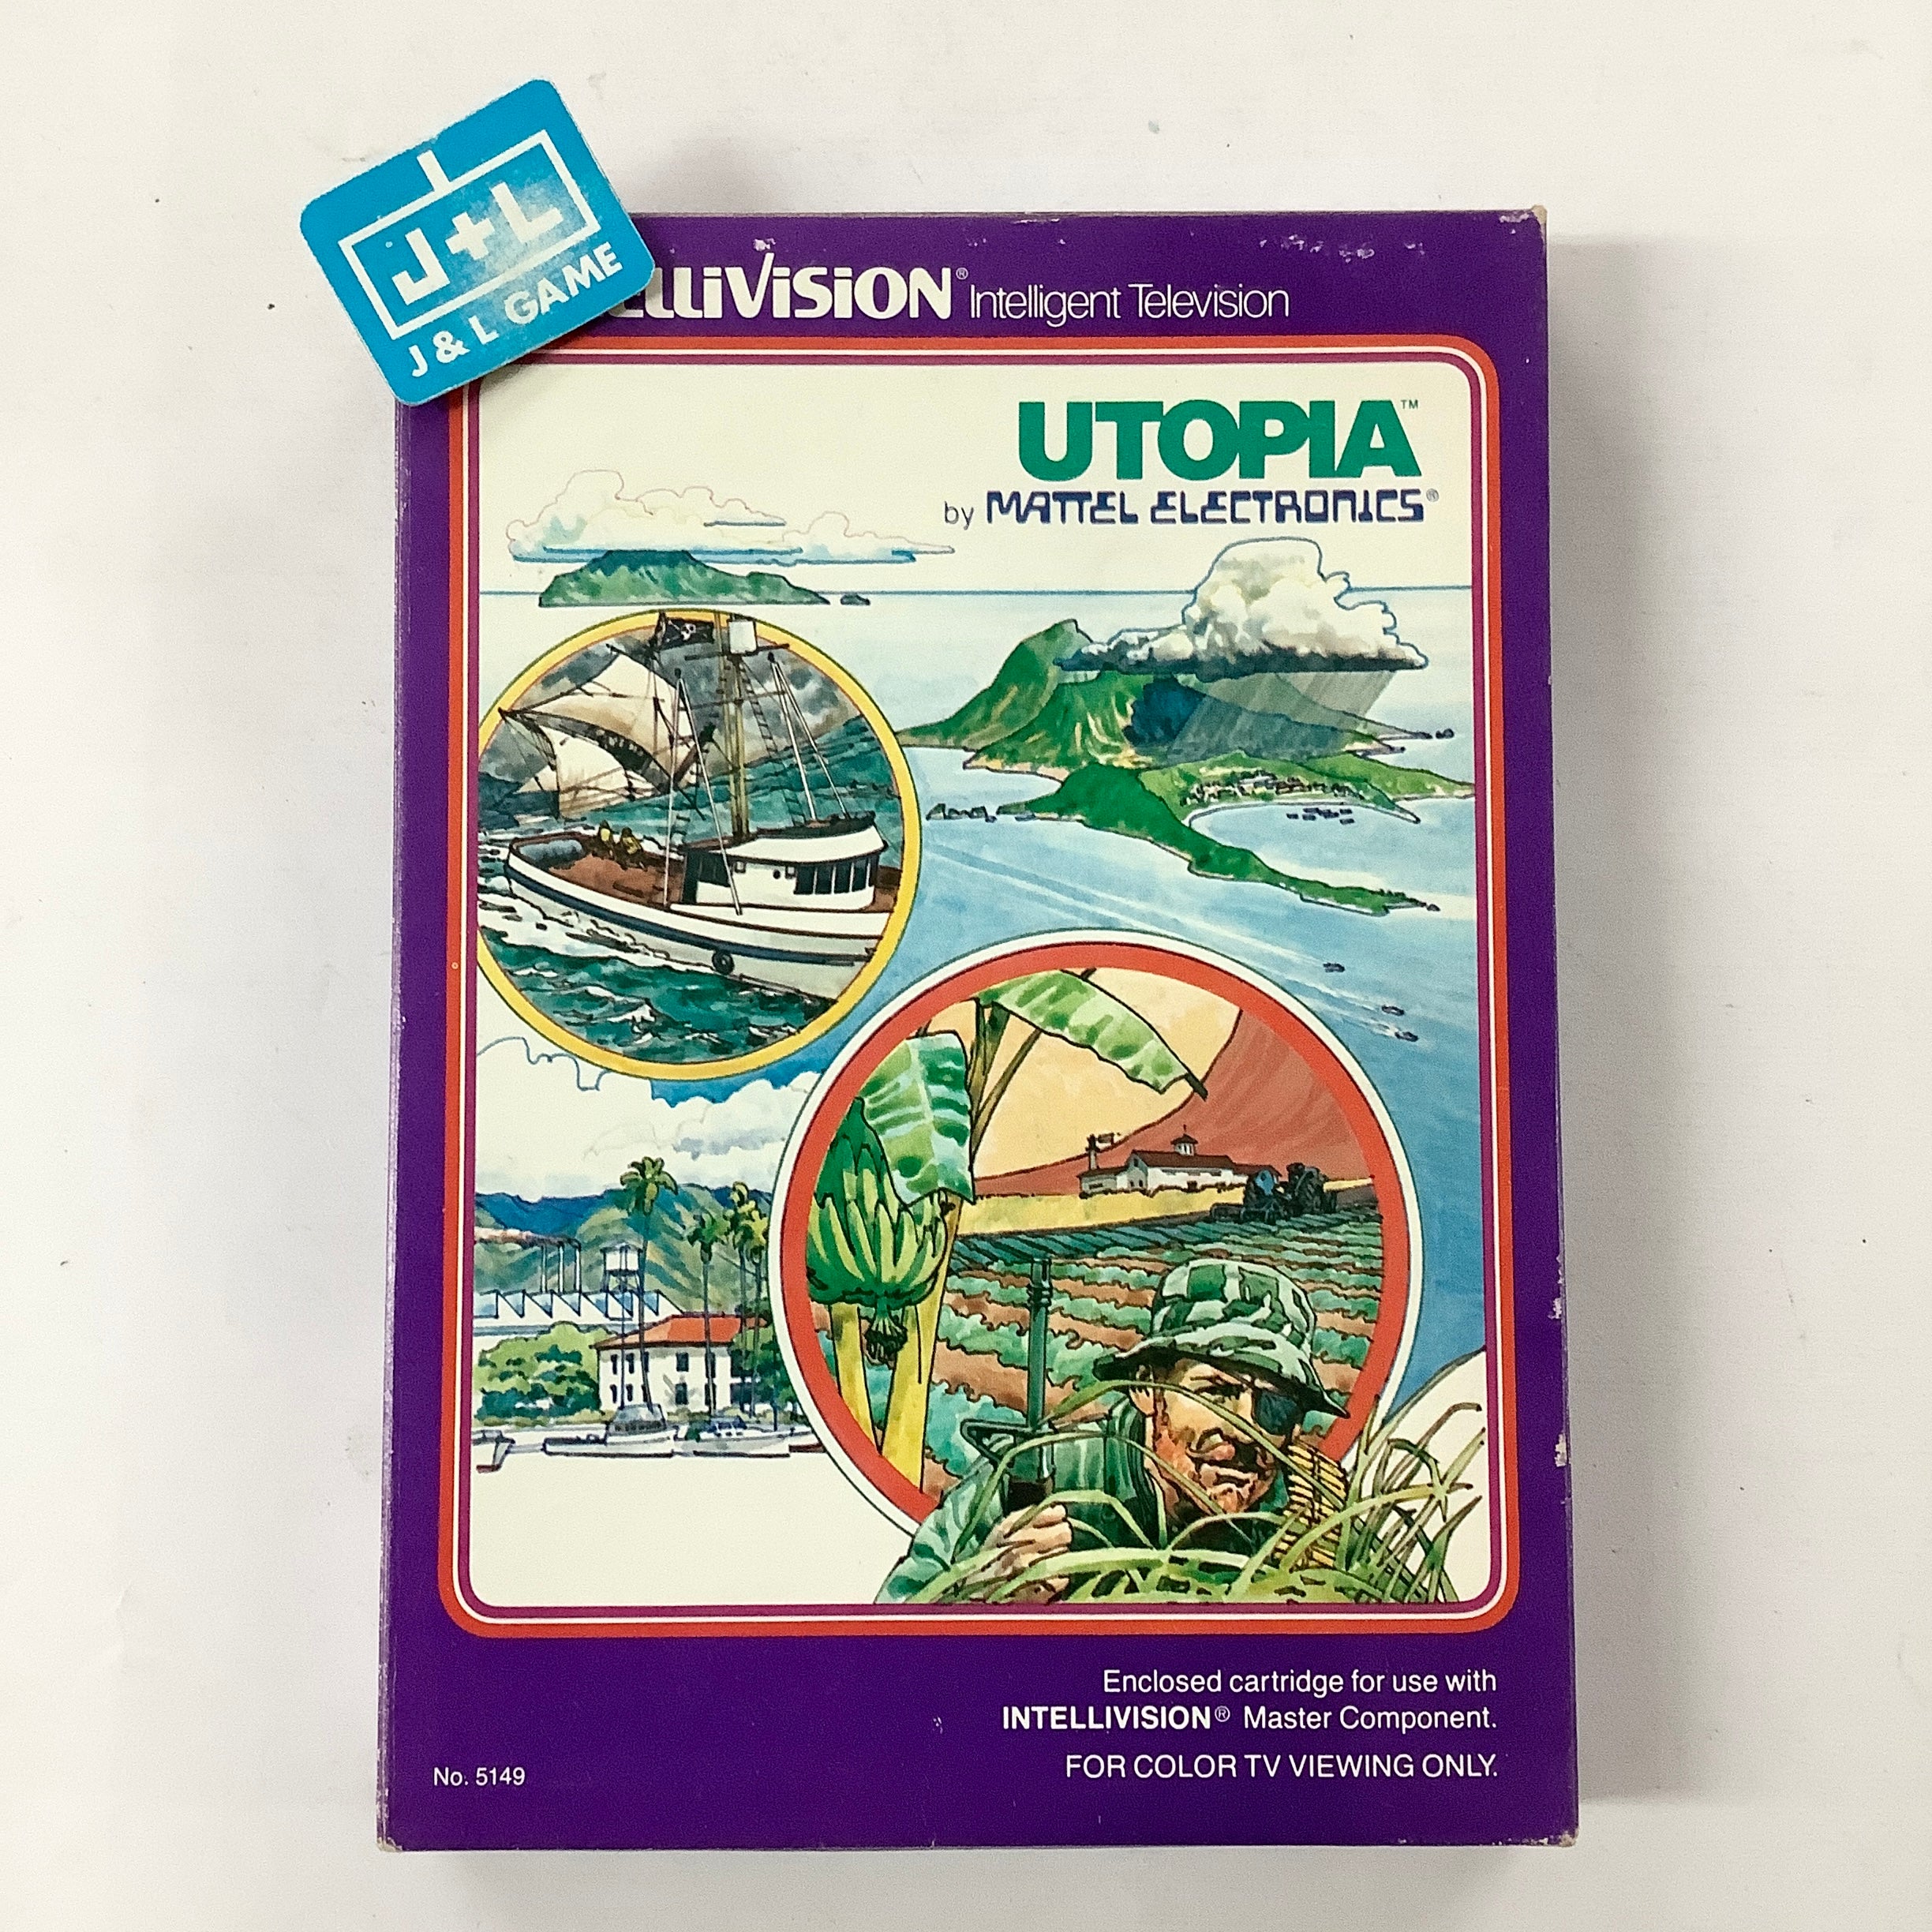 J+L
J & L GAME
Intelligent Television
UTOPIA™
by MATTEL ELECTRONICS®
Enclosed cartridge for use with
INTELLIVISION® Master Component.
FOR COLOR TV VIEWING ONLY.
No. 5149